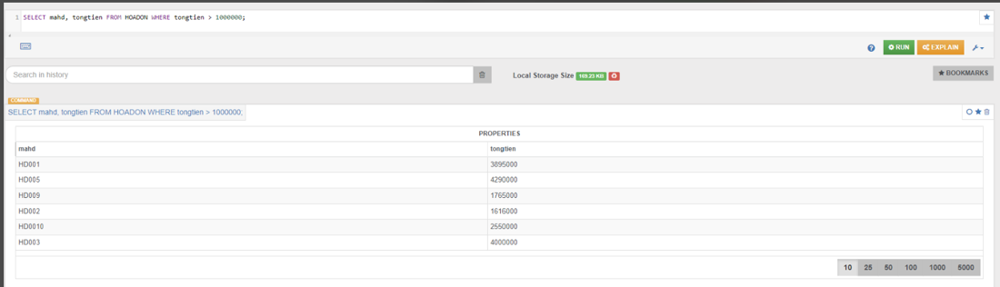 1 SELECT mahd, tongtien FROM HOADON WHERE tongtien > 1000000;
RUN EXPLAIN
Search in history Local Storage Size 169.23 KB BOOKMARKS
COMMAND
SELECT mahd, tongtien FROM HOADON WHERE tongtien > 1000000;
PROPERTIES
mahd tongtien
HD001 3895000
HD005 4290000
HD009 1765000
HD002 1616000
HD0010 2550000
HD003 4000000
10 25 50 100 1000 5000